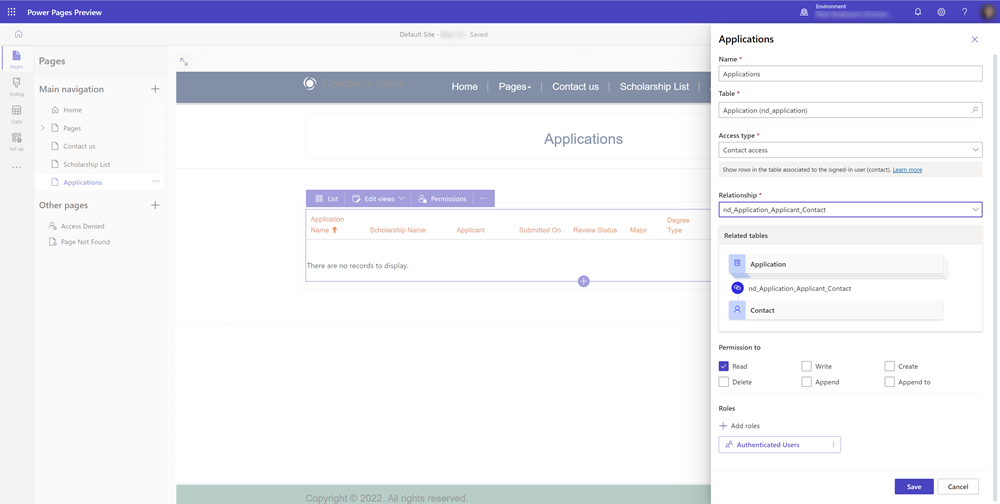 Power Pages Preview
Environment
?
Default Site - - Saved
Pages
Styling
Data
Set up
Pages
Main navigation
Home
Pages
Contact us
Scholarship List
Applications
Other pages
Access Denied
Page Not Found
Company name
Home
Pages
Contact us
Scholarship List
Applications
List
Edit views
Permissions
Application
Name
Scholarship Name
Applicant
Submitted On
Review Status
Major
Degree
Type
There are no records to display.
Copyright © 2022. All rights reserved.
Applications
Name *
Applications
Table *
Application (nd_application)
Access type *
Contact access
Show rows in the table associated to the signed-in user (contact). Learn more
Relationship *
nd_Application_Applicant_Contact
Related tables
Application
nd_Application_Applicant_Contact
Contact
Permission to
Read Write Create
Delete Append Append to
Roles
Add roles
Authenticated Users
Save Cancel